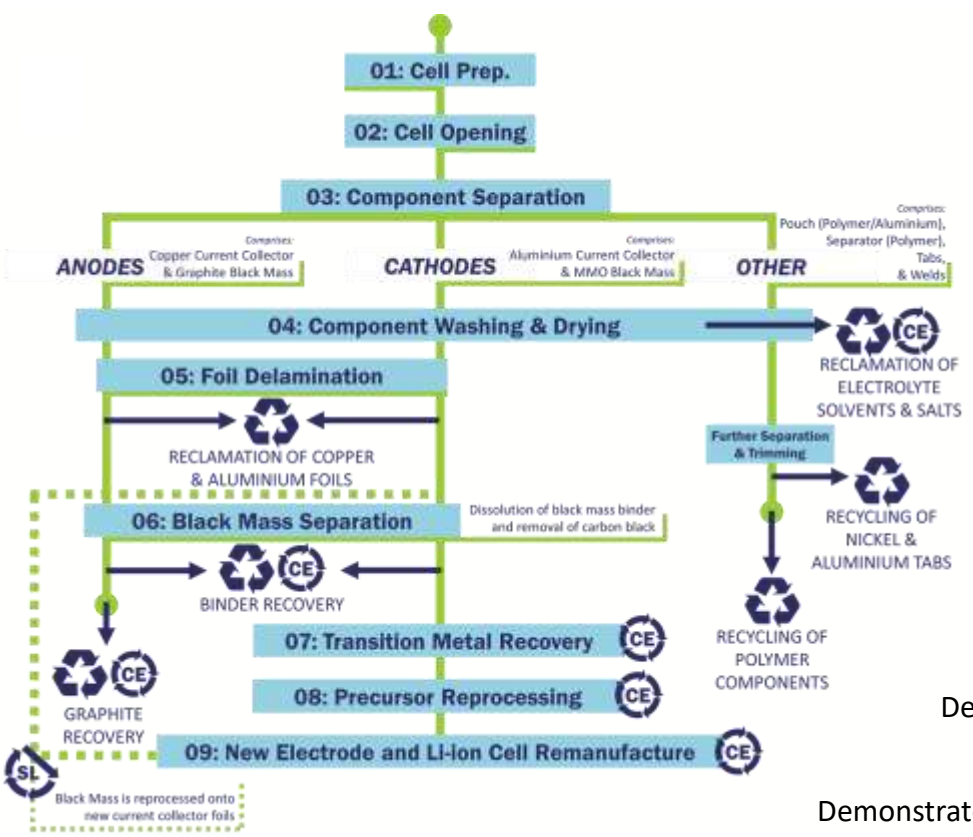 01: Cell Prep.
02: Cell Opening
03: Component Separation
Comprises:
Copper Current Collector
& Graphite Black Mass
ANODES
Comprises:
Aluminium Current Collector
& MMO Black Mass
CATHODES
Comprises:
Pouch (Polymer/Aluminium),
Separator (Polymer),
Tabs,
& Welds
OTHER
04: Component Washing & Drying
CE
RECLAMATION OF
ELECTROLYTE
SOLVENTS & SALTS
05: Foil Delamination
RECLAMATION OF COPPER
& ALUMINIUM FOILS
Further Separation
& Trimming
RECYCLING OF
NICKEL &
ALUMINIUM TABS
06: Black Mass Separation
Dissolution of black mass binder
and removal of carbon black
CE
BINDER RECOVERY
RECYCLING OF
POLYMER
COMPONENTS
07: Transition Metal Recovery
CE
CE
GRAPHITE
RECOVERY
08: Precursor Reprocessing
CE
De
09: New Electrode and Li-ion Cell Remanufacture
CE
SL
Black Mass is reprocessed onto
new current collector foils
Demonstrat